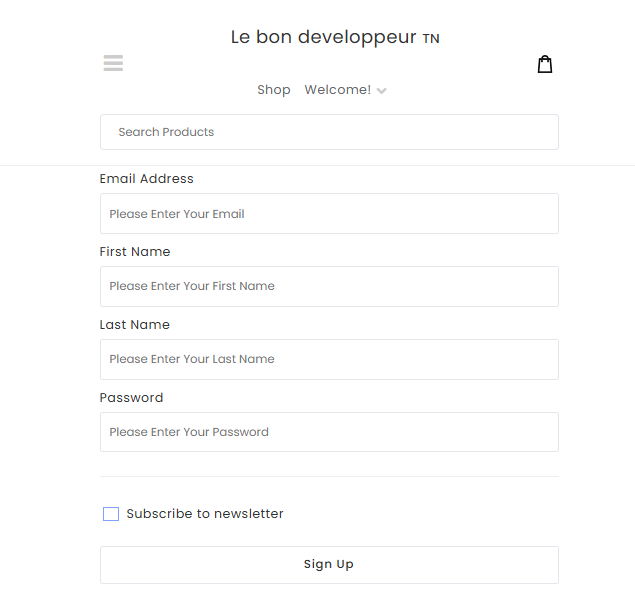 Le bon developpeur TN
Shop Welcome!
Search Products
Email Address
Please Enter Your Email
First Name
Please Enter Your First Name
Last Name
Please Enter Your Last Name
Password
Please Enter Your Password
Subscribe to newsletter
Sign Up